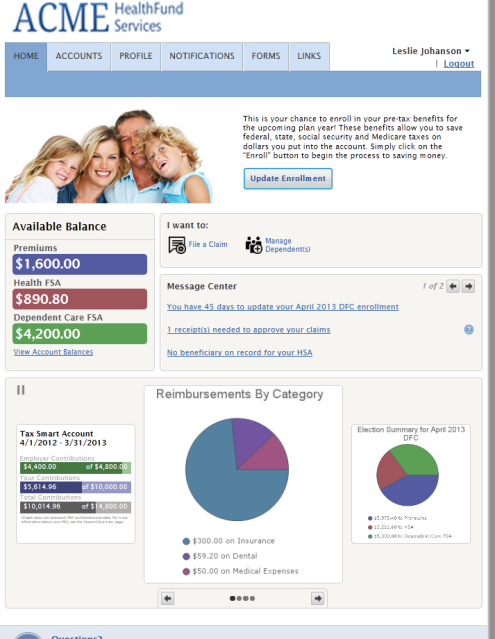 ACME HealthFund Services
HOME ACCOUNTS PROFILE NOTIFICATIONS FORMS LINKS
Leslie Johanson
| Logout
This is your chance to enroll in your pre-tax benefits for
the upcoming plan year! These benefits allow you to save
federal, state, social security and Medicare taxes on
dollars you put into the account. Simply click on the
"Enroll" button to begin the process to saving money.
Update Enrollment
Available Balance
Premiums
$1,600.00
Health FSA
$890.80
Dependent Care FSA
$4,200.00
View Account Balances
I want to:
File a Claim
Manage
Dependent(s)
Message Center
1 of 2
You have 45 days to update your April 2013 DFC enrollment
1 receipt(s) needed to approve your claims
No beneficiary on record for your HSA
Tax Smart Account
4/1/2012 - 3/31/2013
Employer Contributions
$4,400.00 of $4,800.00
Your Contributions
$5,614.96 of $10,000.00
Total Contributions
$10,014.96 of $14,800.00
Reimbursements By Category
$300.00 on Insurance
$59.20 on Dental
$50.00 on Medical Expenses
Election Summary for April 2013
DFC
to Premiums
to HSA
to Dependent Care FSA
Questions?